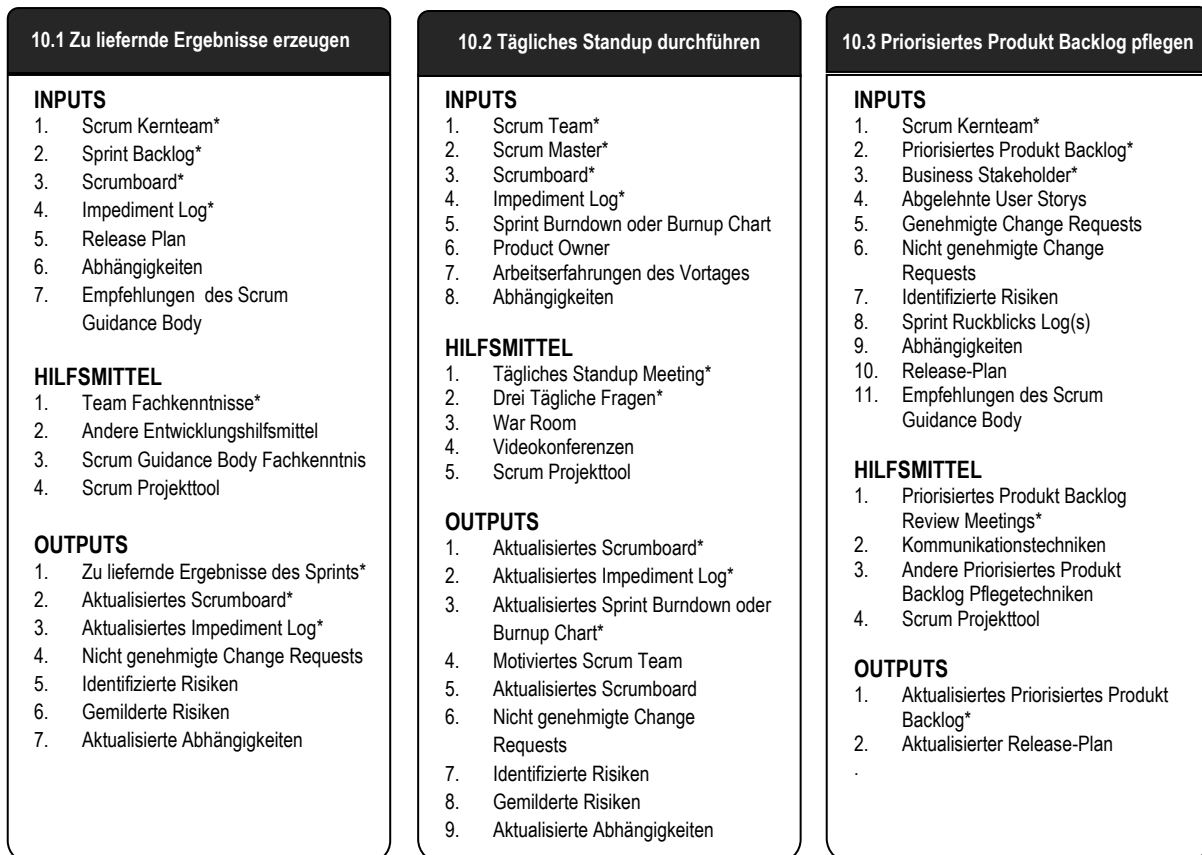 10.1 Zu liefernde Ergebnisse erzeugen
INPUTS
1. Scrum Kernteam*
2. Sprint Backlog*
3. Scrumboard*
4. Impediment Log*
5. Release Plan
6. Abhängigkeiten
7. Empfehlungen des Scrum
Guidance Body
HILFSMITTEL
1. Team Fachkenntnisse*
2. Andere Entwicklungshilfsmittel
3. Scrum Guidance Body Fachkenntnis
4. Scrum Projekttool
OUTPUTS
1. Zu liefernde Ergebnisse des Sprints*
2. Aktualisiertes Scrumboard*
3. Aktualisiertes Impediment Log*
4. Nicht genehmigte Change Requests
5. Identifizierte Risiken
6. Gemilderte Risiken
7. Aktualisierte Abhängigkeiten
10.2 Tägliches Standup durchführen
INPUTS
1. Scrum Team*
2. Scrum Master*
3. Scrumboard*
4. Impediment Log*
5. Sprint Burndown oder Burnup Chart
6. Product Owner
7. Arbeitserfahrungen des Vortages
8. Abhängigkeiten
HILFSMITTEL
1. Tägliches Standup Meeting*
2. Drei Tägliche Fragen*
3. War Room
4. Videokonferenzen
5. Scrum Projekttool
OUTPUTS
1. Aktualisiertes Scrumboard*
2. Aktualisiertes Impediment Log*
3. Aktualisiertes Sprint Burndown oder
Burnup Chart*
4. Motiviertes Scrum Team
5. Aktualisiertes Scrumboard
6. Nicht genehmigte Change
Requests
7. Identifizierte Risiken
8. Gemilderte Risiken
9. Aktualisierte Abhängigkeiten
10.3 Priorisiertes Produkt Backlog pflegen
INPUTS
1. Scrum Kernteam*
2. Priorisiertes Produkt Backlog*
3. Business Stakeholder*
4. Abgelehnte User Storys
5. Genehmigte Change Requests
6. Nicht genehmigte Change
Requests
7. Identifizierte Risiken
8. Sprint Ruckblicks Log(s)
9. Abhängigkeiten
10. Release-Plan
11. Empfehlungen des Scrum
Guidance Body
HILFSMITTEL
1. Priorisiertes Produkt Backlog
Review Meetings*
2. Kommunikationstechniken
3. Andere Priorisiertes Produkt
Backlog Pflegetechniken
4. Scrum Projekttool
OUTPUTS
1. Aktualisiertes Priorisiertes Produkt
Backlog*
2. Aktualisierter Release-Plan
.